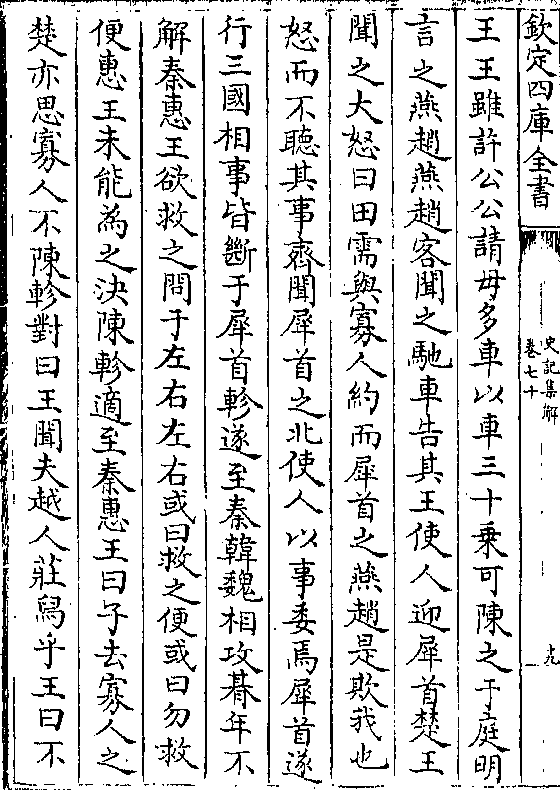 欽定四庫全書
史記集解
卷七十
十九
王王雖許公公請毋多車以車三十乗可陳之于庭明
言之燕趙燕趙客聞之馳車告其王使人迎犀首楚王
聞之大怒曰田需與寡人約而犀首之燕趙是欺我也
怒而不聽其事齊聞犀首之北使人以事委焉犀首遂
行三國相事皆斷于犀首軫遂至秦韓魏相攻朞年不
解秦惠王欲救之問于左右左右或曰救之便或曰勿救
便惠王未能為之決陳軫適至秦惠王曰子去寡人之
楚亦思寡人不陳軫對曰王聞夫越人莊舄乎王曰不